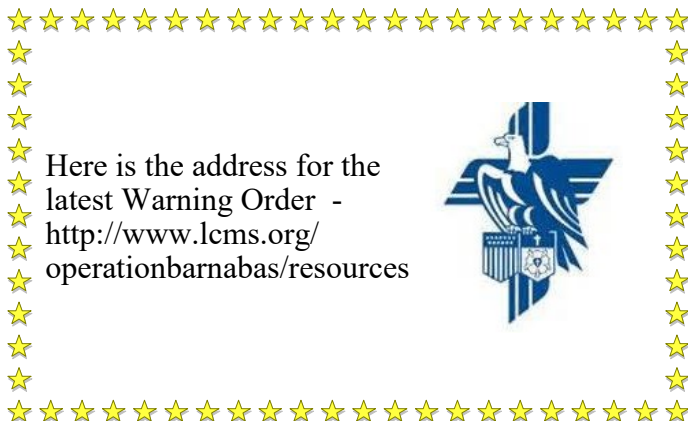 Here is the address for the
latest Warning Order -
http://www.lcms.org/
operationbarnabas/resources